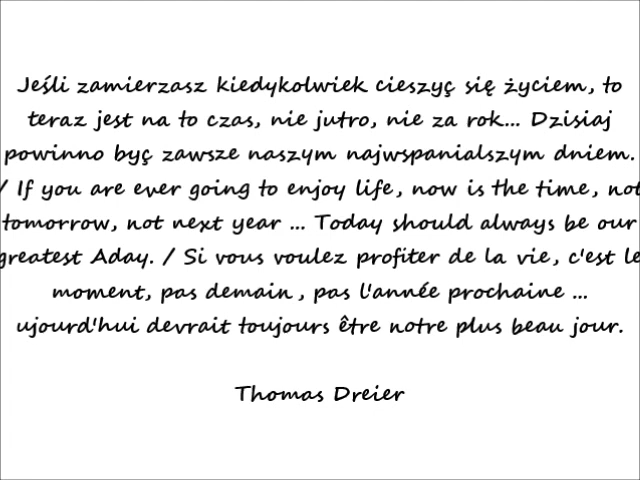 Jeśli zamierzasz kiedykolwiek cieszyç się życiem, to
teraz jest na to czas, nie jutro, nie za rok... Dzisiaj
powinno byç zawsze naszym najwspanialszym dniem.
/ If you are ever going to enjoy life, now is the time, not
tomorrow, not next year ... Today should always be our
greatest Aday. / Si vous voulez profiter de la vie, c'est le
moment, pas demain, pas l'année prochaine ...
ujourd'hui devrait toujours être notre plus beau jour.
Thomas Dreier